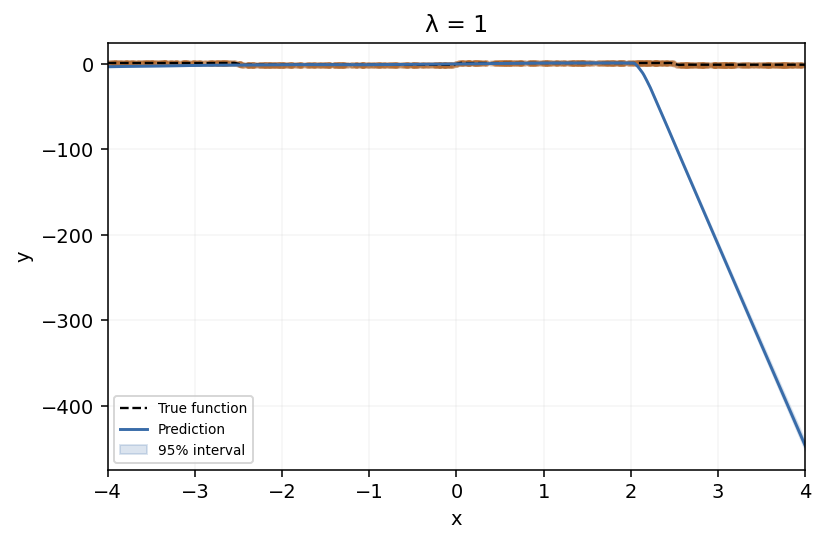 λ = 1
y
0
−100
−200
−300
−400
True function
Prediction
95% interval
−4 −3 −2 −1 0 1 2 3 4
x